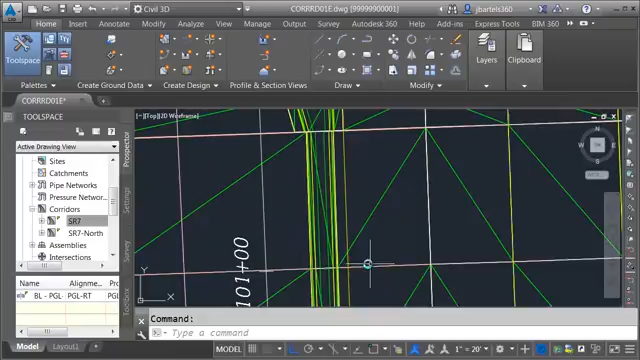 Civil 3D
CORRRD01E.dwg [99999900001]
jbartels360
Home Insert Annotate Modify Analyze View Manage Output Survey Autodesk 360 Help Add-ins Express Tools BIM 360
Toolspace
Layers
Clipboard
Palettes
Create Ground Data
Create Design
Profile & Section Views
Draw
Modify
CORRRD01E*
TOOLSPACE
Active Drawing View
Sites
Catchments
Pipe Networks
Pressure Networ...
Corridors
SR7
SR7-North
Assemblies
Intersections
Name
Alignme...
BL - PGL-
PGL-RT
Prospector
Settings
Survey
Toolbox
[−][Top][2D Wireframe]
101+00
Y
X
N
W
TOP
E
S
Command:
Type a command
Model
Layout1
MODEL
1" = 20'